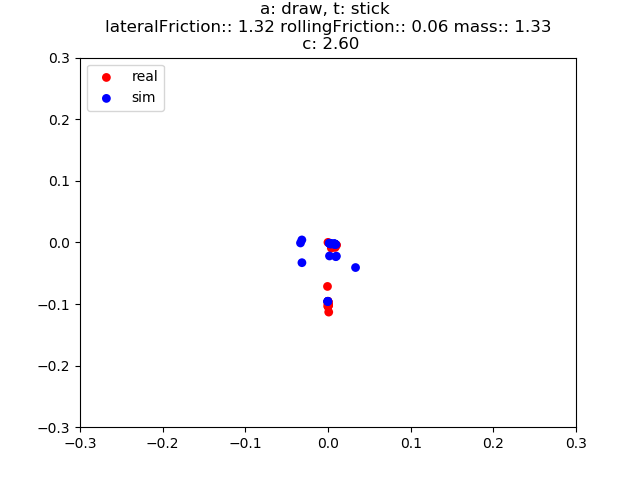 a: draw, t: stick
lateralFriction:: 1.32 rollingFriction:: 0.06 mass:: 1.33
c: 2.60
real
sim
0.3
0.2
0.1
0.0
−0.1
−0.2
−0.3
−0.3
−0.2
−0.1
0.0
0.1
0.2
0.3